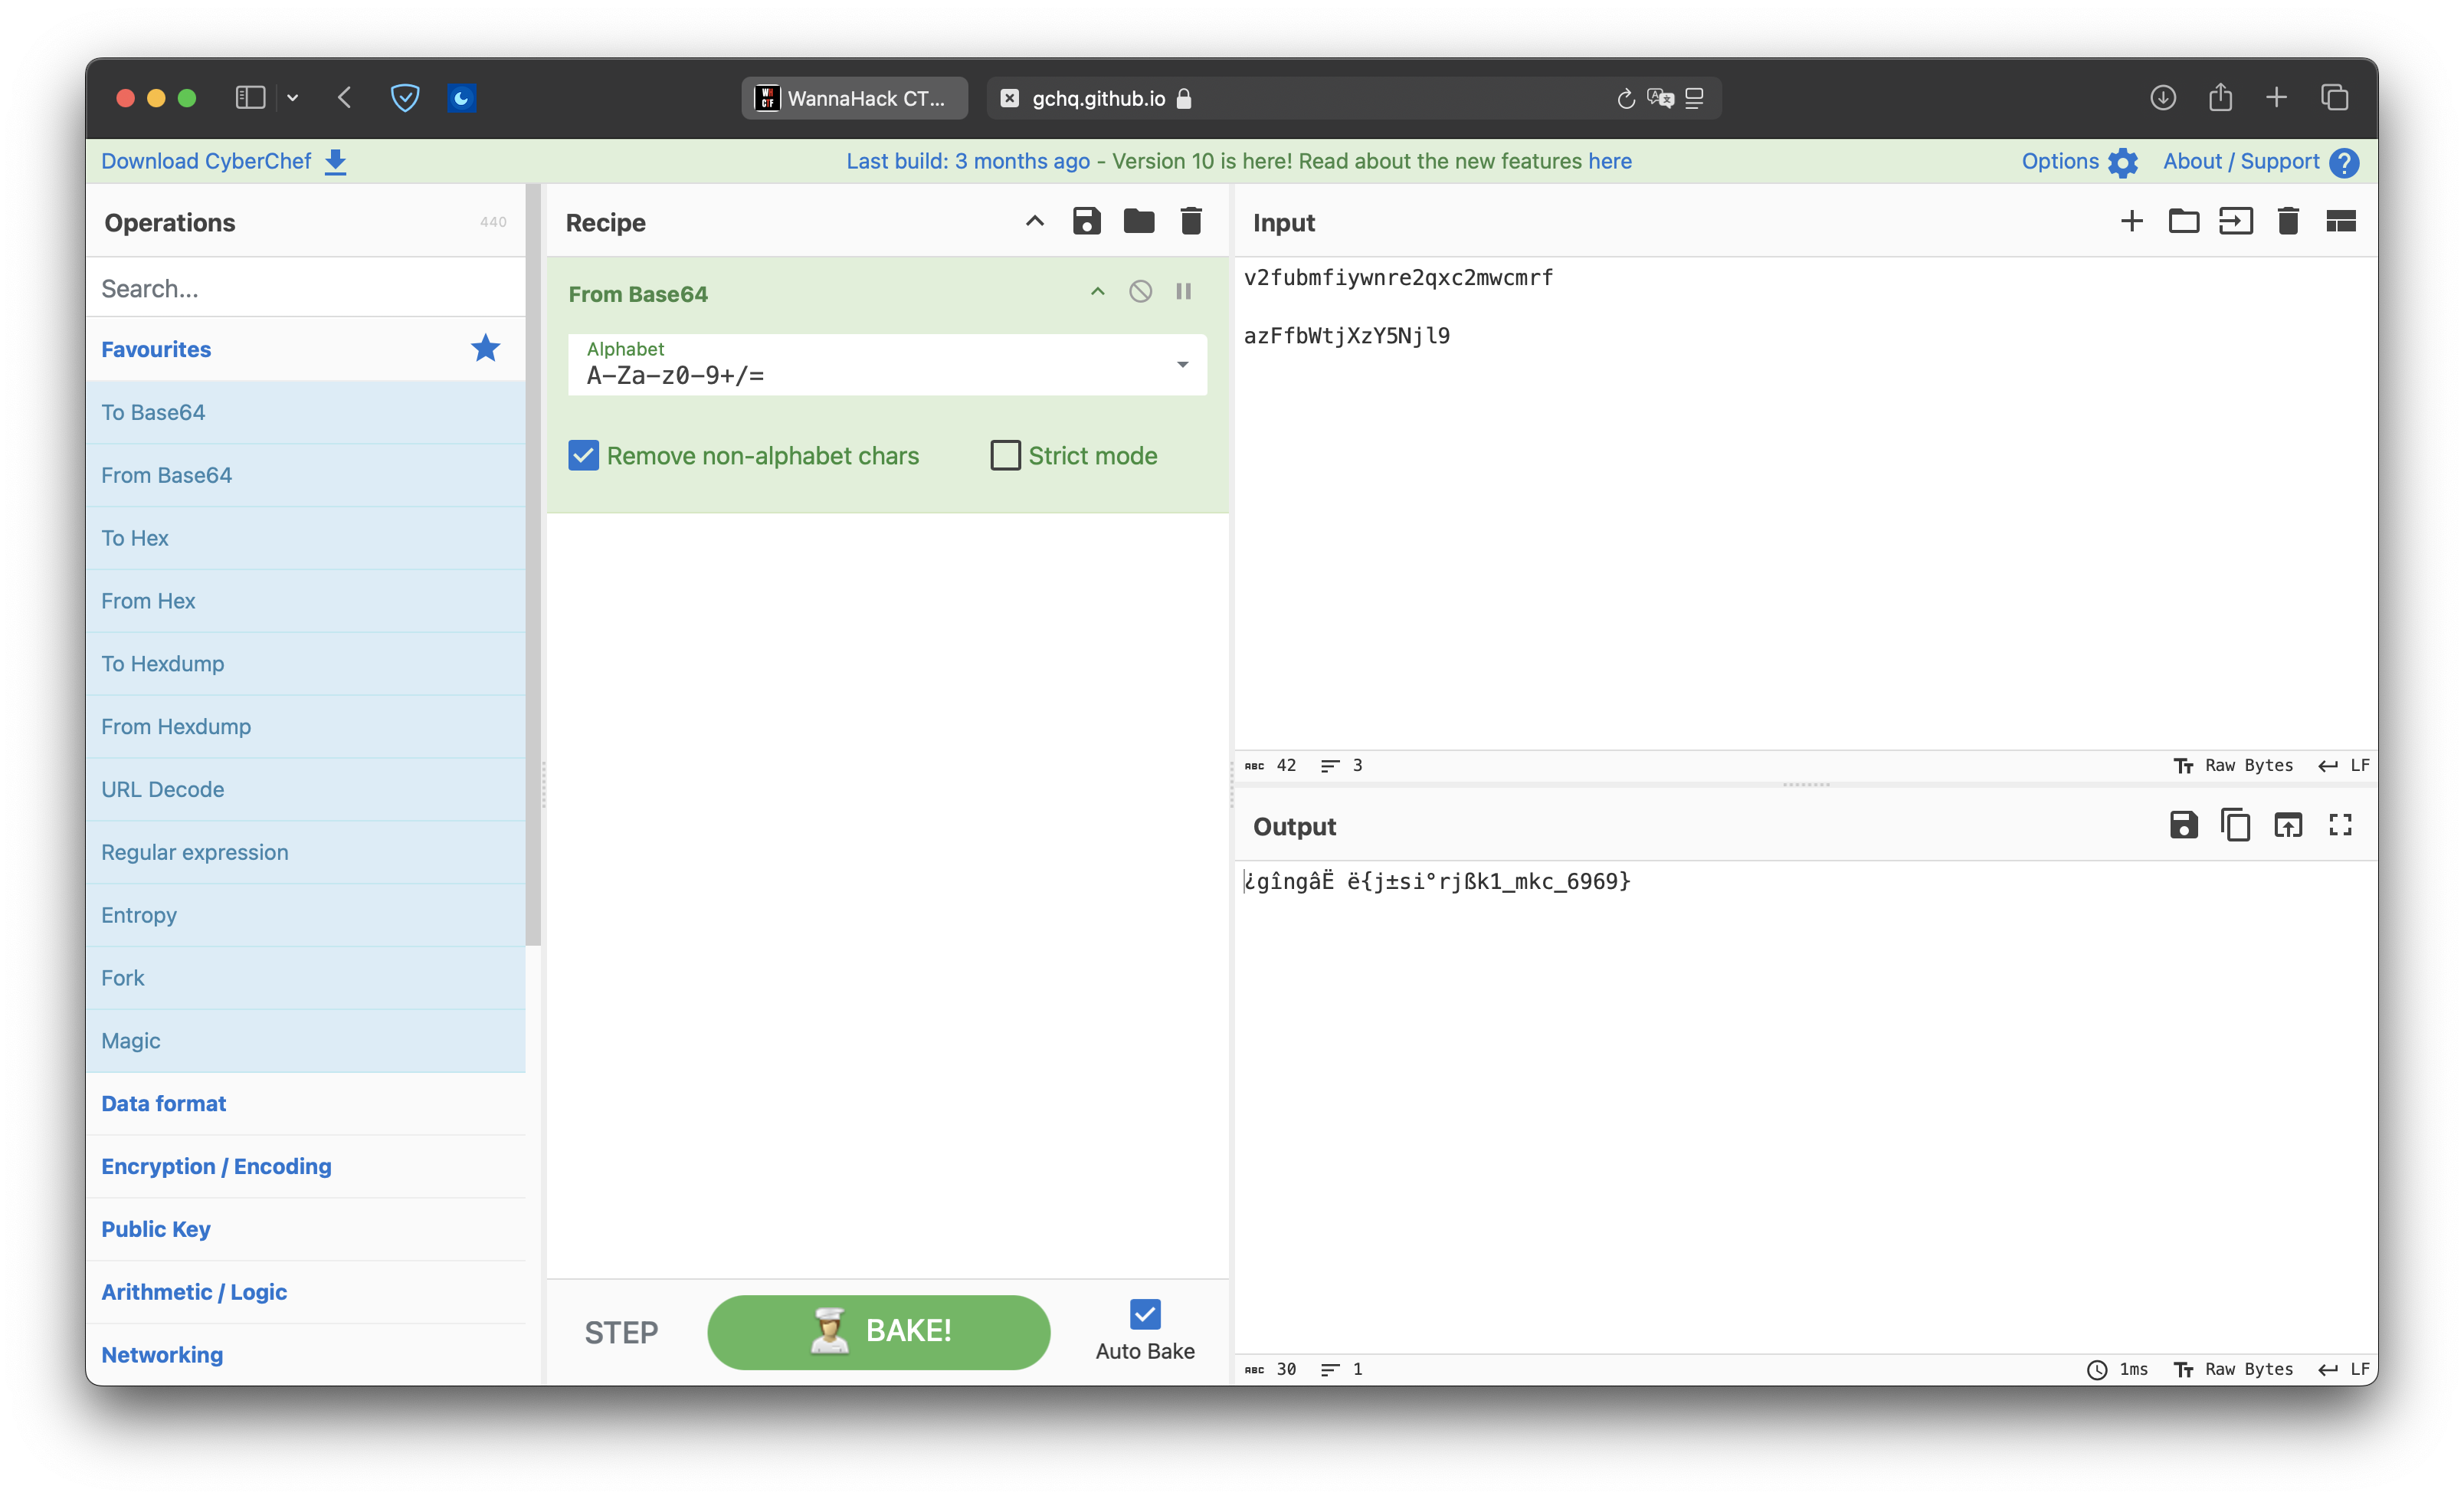 WannaHack CT...
gchq.github.io
Download CyberChef
Last build: 3 months ago - Version 10 is here! Read about the new features here
Options
About / Support
Operations
440
Search...
Favourites
To Base64
From Base64
To Hex
From Hex
To Hexdump
From Hexdump
URL Decode
Regular expression
Entropy
Fork
Magic
Data format
Encryption / Encoding
Public Key
Arithmetic / Logic
Networking
Recipe
From Base64
Alphabet
A-Za-z0-9+/=
Remove non-alphabet chars
Strict mode
STEP
BAKE!
Auto Bake
Input
v2fubmfiywnre2qxc2mwcmrf
azFfbWtjXzY5Njl9
ABC 42 3
Tr Raw Bytes LF
Output
¿gîngâË ë{j±si°rjßk1_mkc_6969}
ABC 30 1
1ms Tr Raw Bytes LF